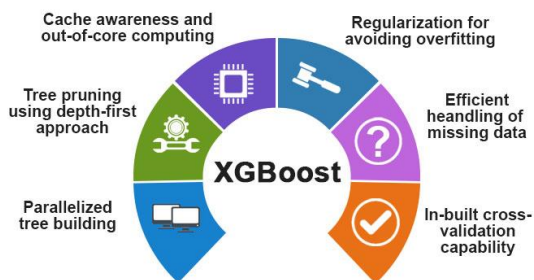 Cache awareness and
out-of-core computing
Regularization for
avoiding overfitting
Tree pruning
using depth-first
approach
Efficient
heandling of
missing data
XGBoost
Parallelized
tree building
In-built cross-
validation
capability